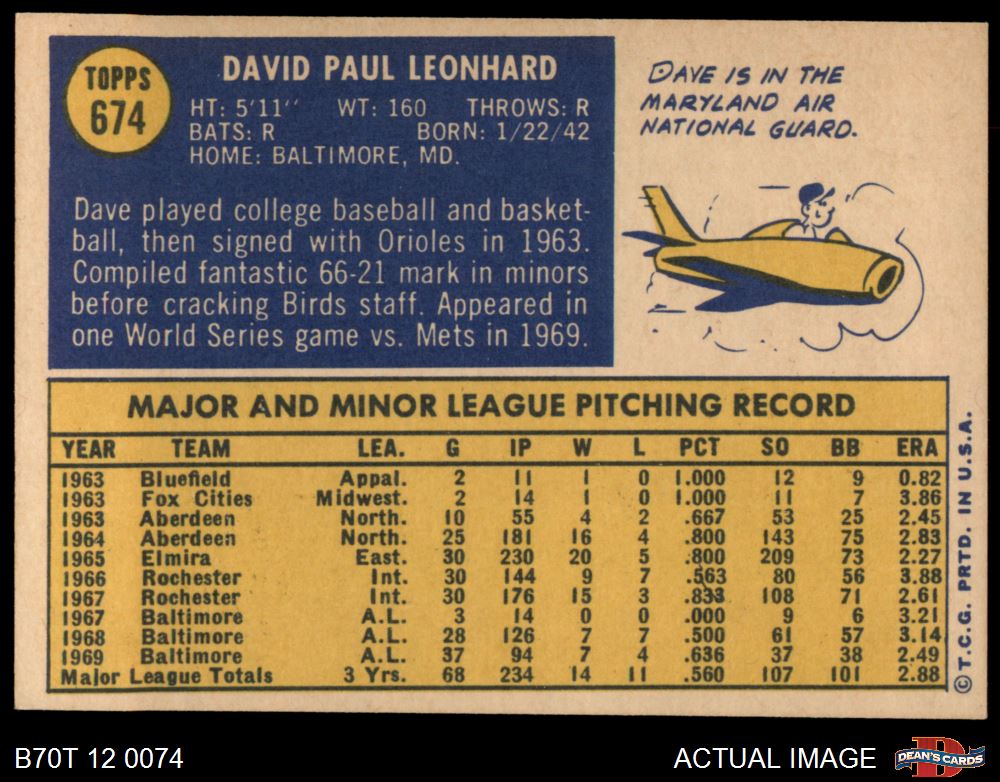 TOPPS
674
DAVID PAUL LEONHARD
HT: 5'11" WT: 160 THROWS: R
BATS: R BORN: 1/22/42
HOME: BALTIMORE, MD.
Dave played college baseball and basket-
ball, then signed with Orioles in 1963.
Compiled fantastic 66-21 mark in minors
before cracking Birds staff. Appeared in
one World Series game vs. Mets in 1969.
DAVE IS IN THE
MARYLAND AIR
NATIONAL GUARD.
MAJOR AND MINOR LEAGUE PITCHING RECORD
YEAR TEAM LEA. G IP W L PCT SO BB ERA
1963 Bluefield Appal. 2 11 1 0 1.000 12 9 0.82
1963 Fox Cities Midwest. 2 14 1 0 1.000 11 7 3.86
1963 Aberdeen North. 10 55 4 2 .667 53 25 2.45
1964 Aberdeen North. 25 181 16 4 .800 143 75 2.83
1965 Elmira East. 30 230 20 5 .800 209 73 2.27
1966 Rochester Int. 30 144 9 7 .563 80 56 3.88
1967 Rochester Int. 30 176 15 3 .833 108 71 2.61
1967 Baltimore A.L. 3 14 0 0 .000 9 6 3.21
1968 Baltimore A.L. 28 126 7 7 .500 61 57 3.14
1969 Baltimore A.L. 37 94 7 4 .636 37 38 2.49
Major League Totals 3 Yrs. 68 234 14 11 .560 107 101 2.88
© T.C.G. PRTD. IN U.S.A.
B70T 12 0074
ACTUAL IMAGE
D
DEAN'S CARDS